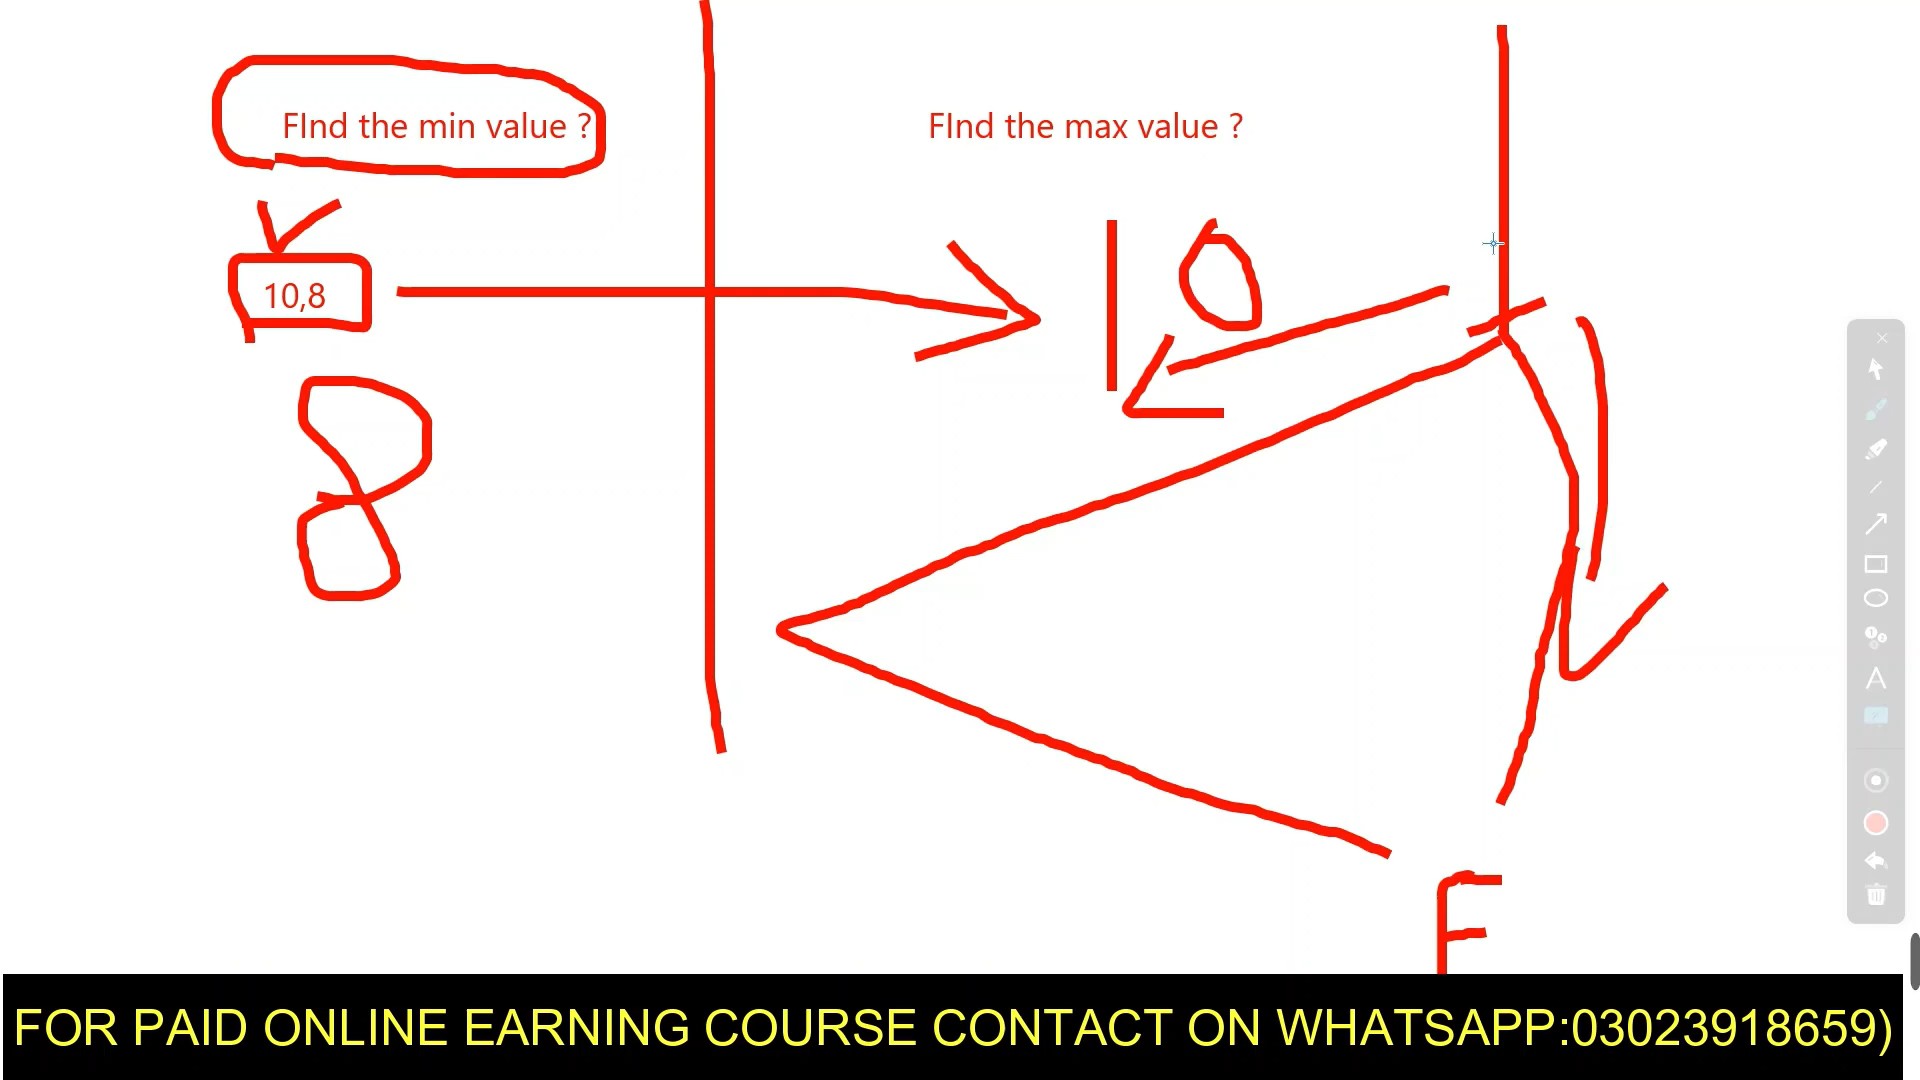 FInd the min value ?
FInd the max value ?
10,8
10
8
F
FOR PAID ONLINE EARNING COURSE CONTACT ON WHATSAPP:03023918659)